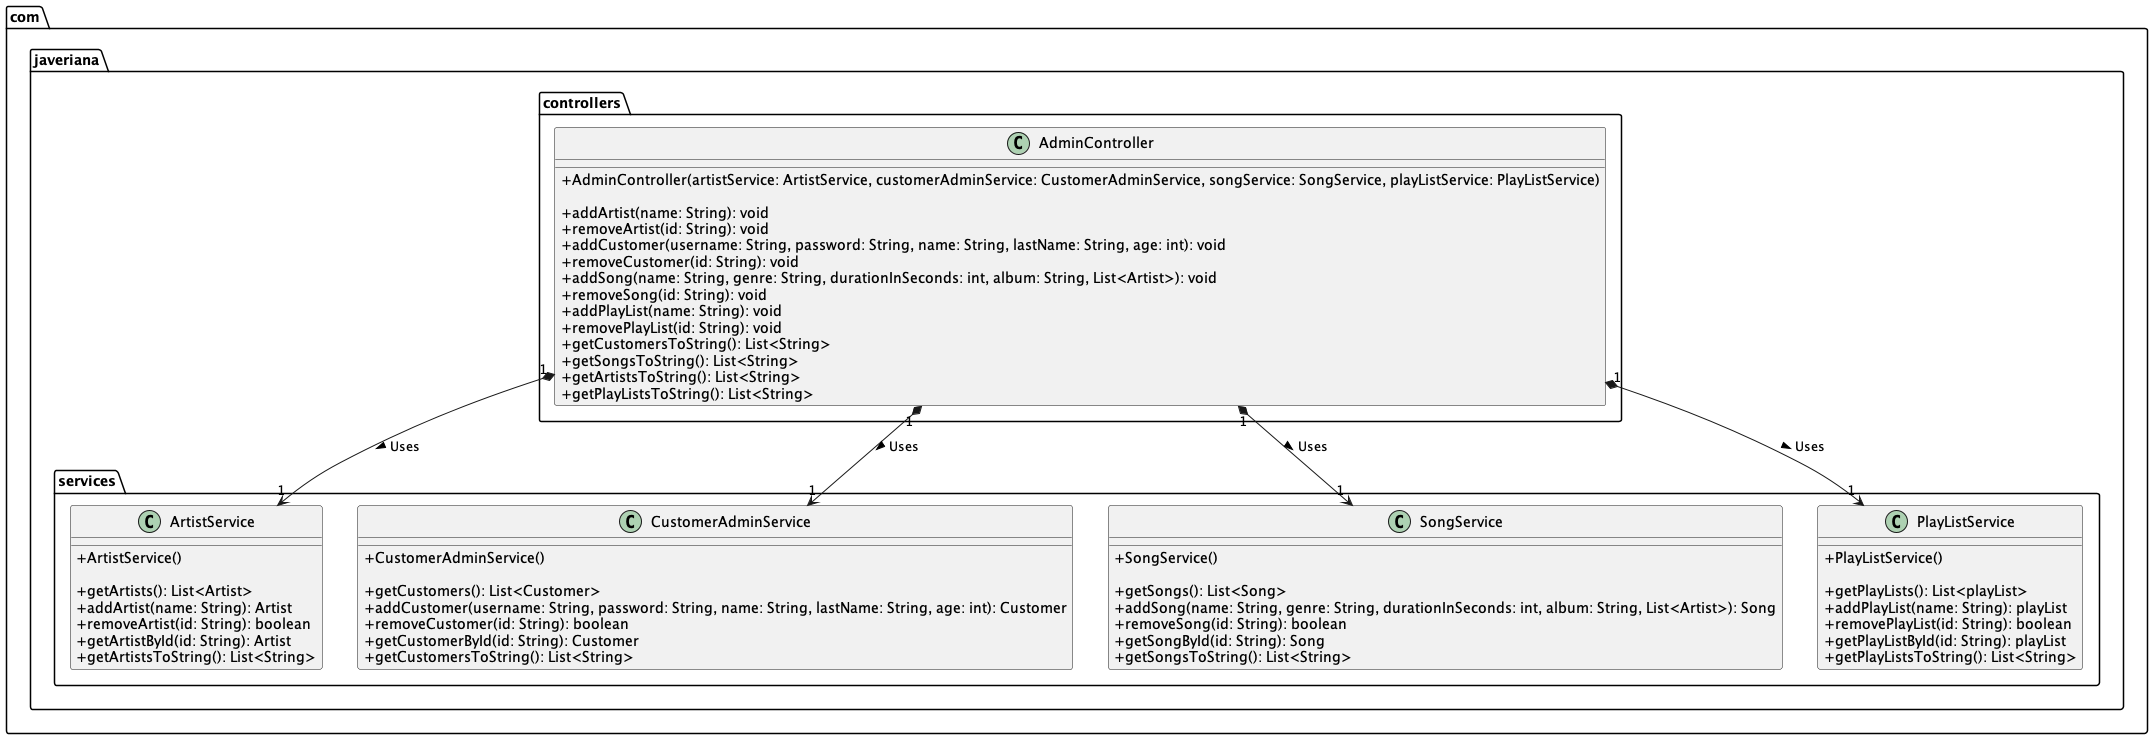 com
javeriana
controllers
C AdminController
+AdminController(artistService: ArtistService, customerAdminService: CustomerAdminService, songService: SongService, playListService: PlayListService)
+addArtist(name: String): void
+removeArtist(id: String): void
+addCustomer(username: String, password: String, name: String, lastName: String, age: int): void
+removeCustomer(id: String): void
+addSong(name: String, genre: String, durationInSeconds: int, album: String, List<Artist>): void
+removeSong(id: String): void
+addPlayList(name: String): void
+removePlayList(id: String): void
+getCustomersToString(): List<String>
+getSongsToString(): List<String>
+getArtistsToString(): List<String>
+getPlayListsToString(): List<String>
1
1
1
1
Uses
Uses
Uses
Uses
services
1
1
1
1
C ArtistService
+ArtistService()
+getArtists(): List<Artist>
+addArtist(name: String): Artist
+removeArtist(id: String): boolean
+getArtistById(id: String): Artist
+getArtistsToString(): List<String>
C CustomerAdminService
+CustomerAdminService()
+getCustomers(): List<Customer>
+addCustomer(username: String, password: String, name: String, lastName: String, age: int): Customer
+removeCustomer(id: String): boolean
+getCustomerById(id: String): Customer
+getCustomersToString(): List<String>
C SongService
+SongService()
+getSongs(): List<Song>
+addSong(name: String, genre: String, durationInSeconds: int, album: String, List<Artist>): Song
+removeSong(id: String): boolean
+getSongById(id: String): Song
+getSongsToString(): List<String>
C PlayListService
+PlayListService()
+getPlayLists(): List<playList>
+addPlayList(name: String): playList
+removePlayList(id: String): boolean
+getPlayListById(id: String): playList
+getPlayListsToString(): List<String>